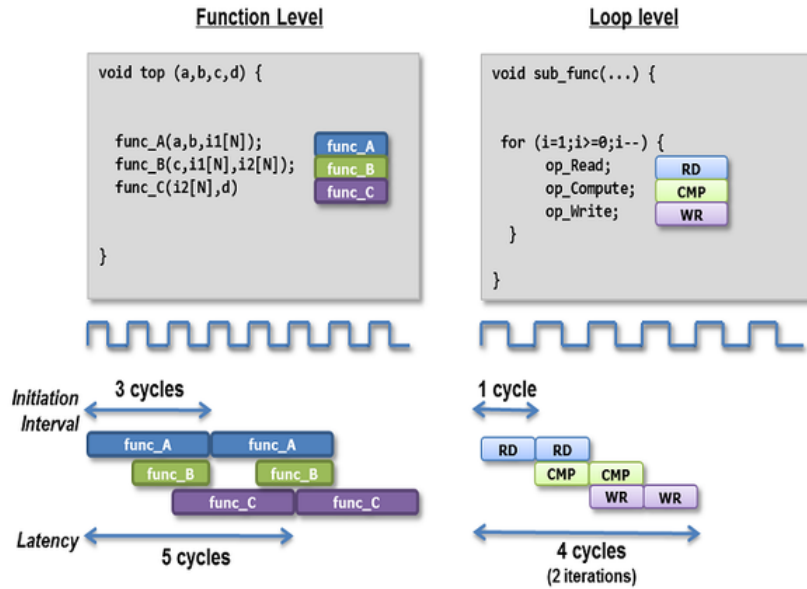 Function Level
void top (a,b,c,d) {
func_A(a,b,i1[N]);
func_B(c,i1[N],i2[N]);
func_C(i2[N],d)
}
func_A
func_B
func_C
Loop level
void sub_func(...) {
for (i=1;i>=0;i--) {
op_Read;
op_Compute;
op_Write;
}
}
RD
CMP
WR
Initiation
Interval
3 cycles
func_A func_A
func_B func_B
func_C func_C
Latency
5 cycles
1 cycle
RD RD
CMP CMP
WR WR
4 cycles
(2 iterations)